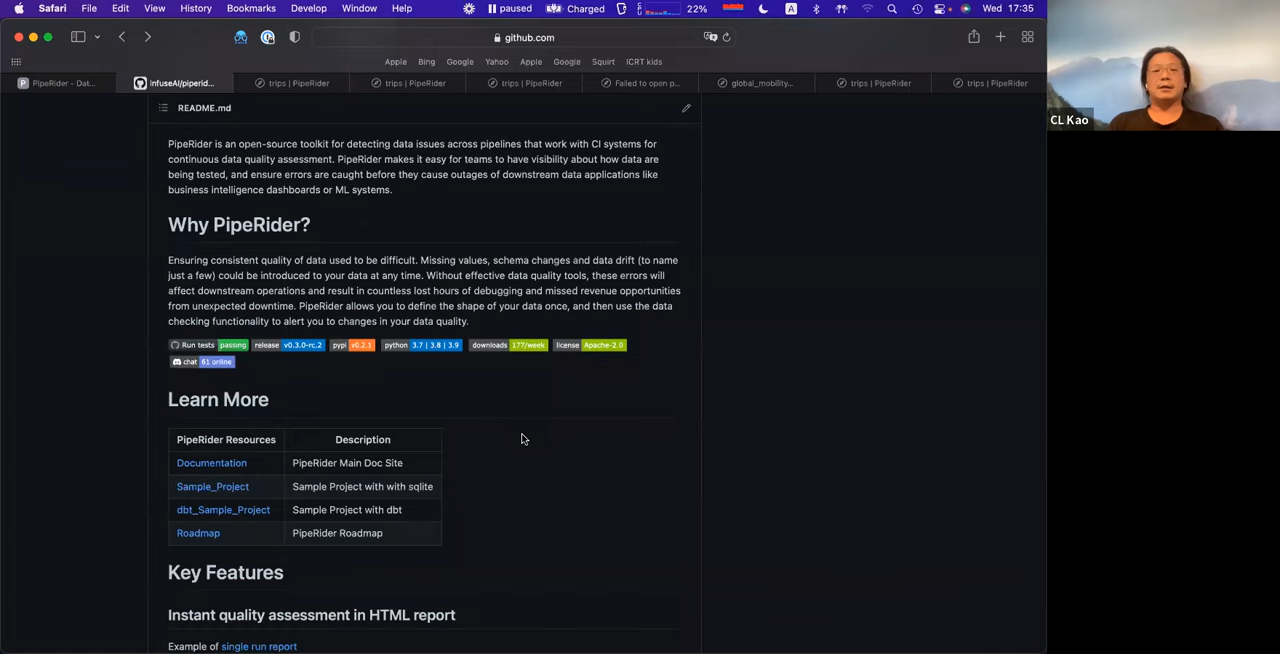 Safari File Edit View History Bookmarks Develop Window Help paused Charged 22% A Wed 17:35
github.com
Apple Bing Google Yahoo Apple Google Squirt ICRT kids
PipeRider - Dat... InfuseAI/piperid... trips | PipeRider trips | PipeRider trips | PipeRider Failed to open p... global_mobility... trips | PipeRider trips | PipeRider
README.md
PipeRider is an open-source toolkit for detecting data issues across pipelines that work with CI systems for
continuous data quality assessment. PipeRider makes it easy for teams to have visibility about how data are
being tested, and ensure errors are caught before they cause outages of downstream data applications like
business intelligence dashboards or ML systems.
Why PipeRider?
Ensuring consistent quality of data used to be difficult. Missing values, schema changes and data drift (to name
just a few) could be introduced to your data at any time. Without effective data quality tools, these errors will
affect downstream operations and result in countless lost hours of debugging and missed revenue opportunities
from unexpected downtime. PipeRider allows you to define the shape of your data once, and then use the data
checking functionality to alert you to changes in your data quality.
Run tests passing release v0.3.0-rc.2 pypi v0.2.1 python 3.7 | 3.8 | 3.9 downloads 177/week license Apache-2.0
chat 61 online
Learn More
PipeRider Resources Description
Documentation PipeRider Main Doc Site
Sample_Project Sample Project with with sqlite
dbt_Sample_Project Sample Project with dbt
Roadmap PipeRider Roadmap
Key Features
Instant quality assessment in HTML report
Example of single run report
CL Kao